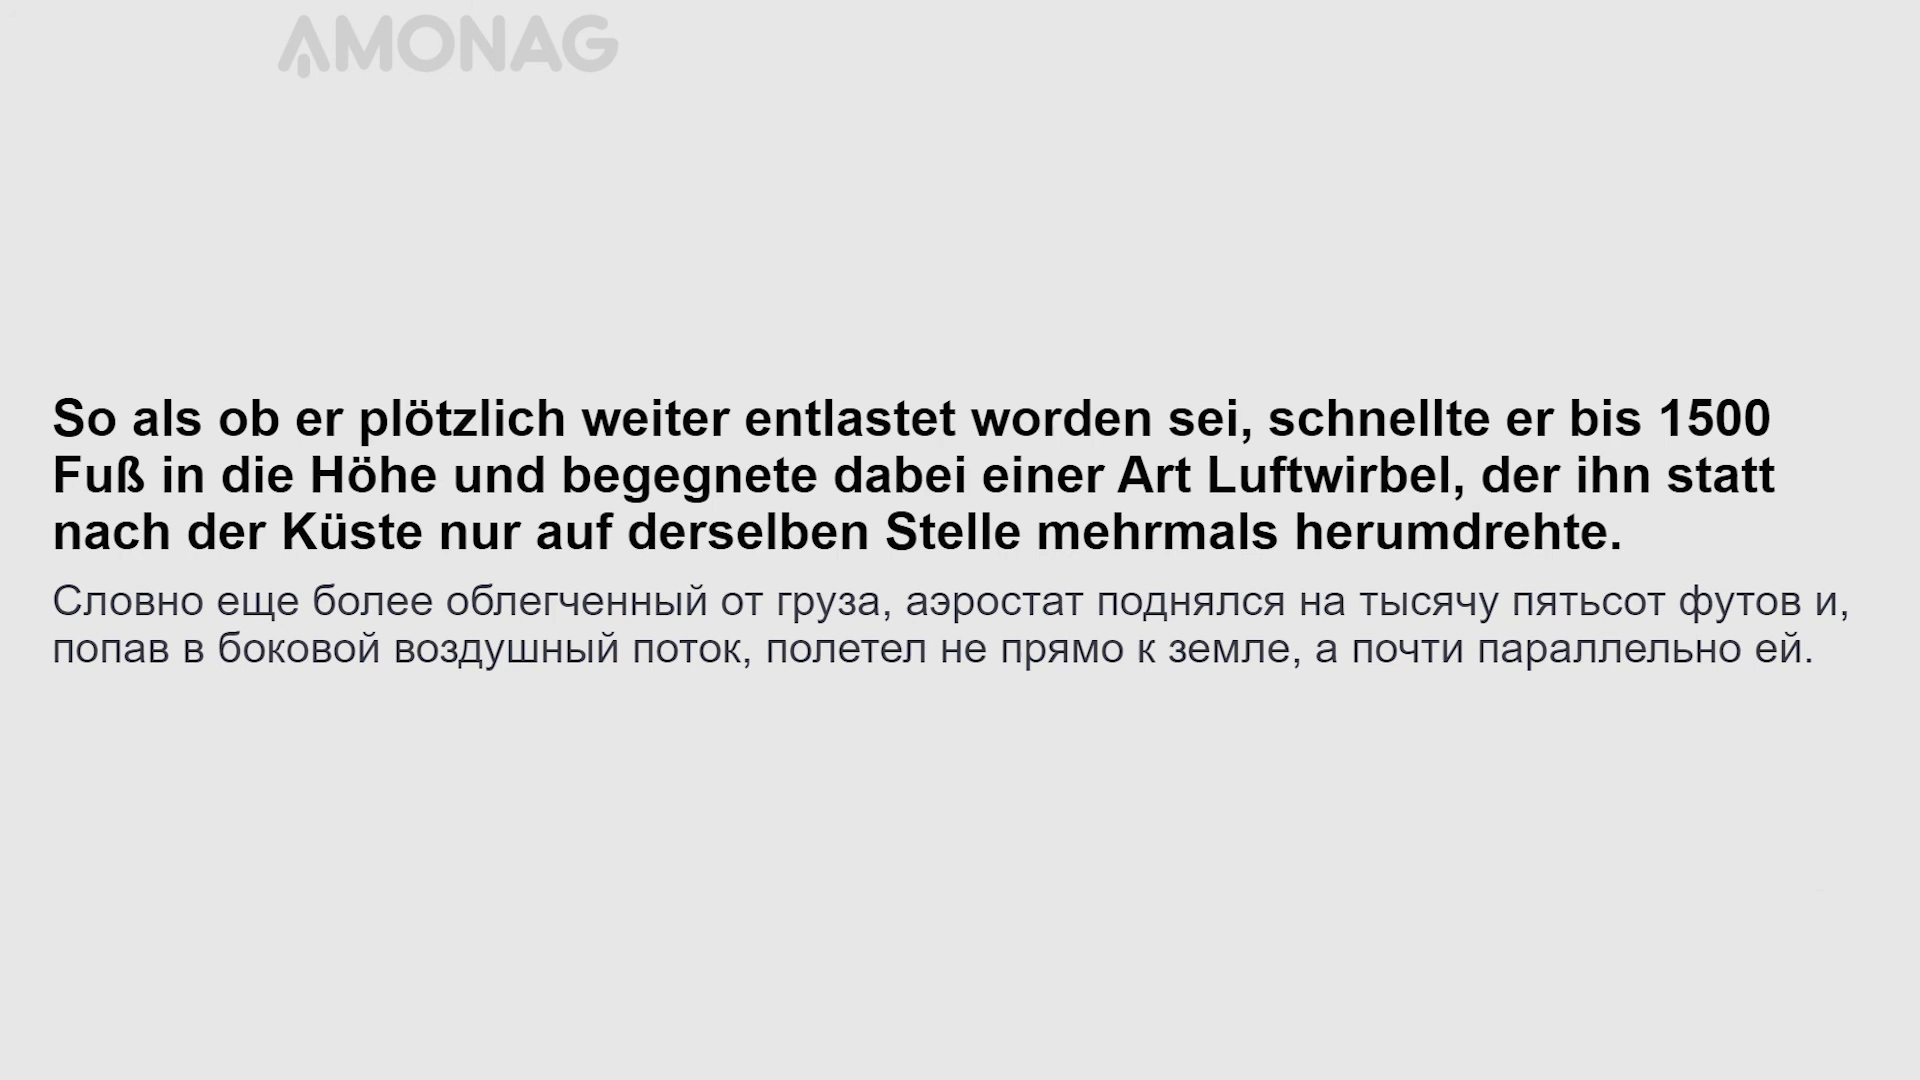 AMONAG
So als ob er plötzlich weiter entlastet worden sei, schnellte er bis 1500
Fuß in die Höhe und begegnete dabei einer Art Luftwirbel, der ihn statt
nach der Küste nur auf derselben Stelle mehrmals herumdrehte.
Словно еще более облегченный от груза, аэростат поднялся на тысячу пятьсот футов и,
попав в боковой воздушный поток, полетел не прямо к земле, а почти параллельно ей.